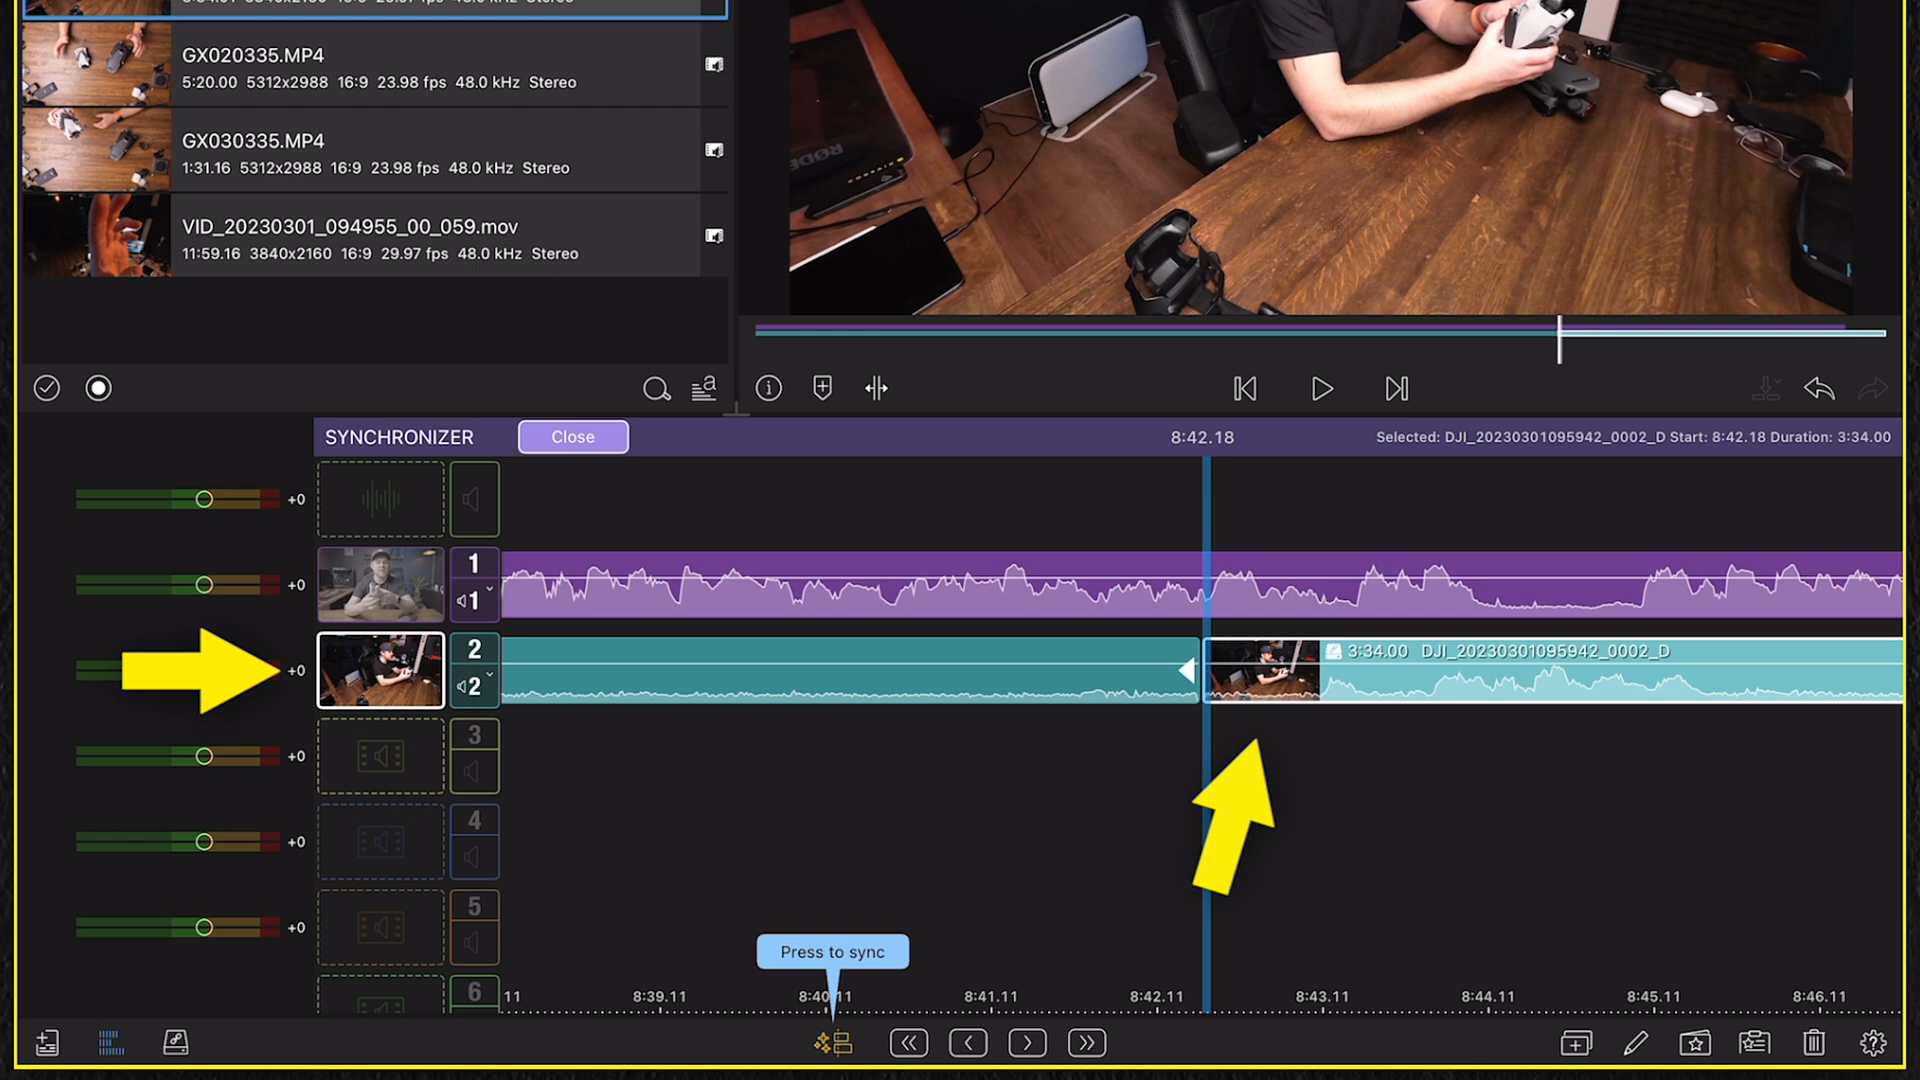 GX020335.MP4
5:20.00 5312x2988 16:9 23.98 fps 48.0 kHz Stereo
GX030335.MP4
1:31.16 5312x2988 16:9 23.98 fps 48.0 kHz Stereo
VID_20230301_094955_00_059.mov
11:59.16 3840x2160 16:9 29.97 fps 48.0 kHz Stereo
RØDE
SYNCHRONIZER
Close
8:42.18
Selected: DJI_20230301095942_0002_D Start: 8:42.18 Duration: 3:34.00
+0
+0
1
1
+0
2
2
3:34.00 DJI_20230301095942_0002_D
+0
3
+0
4
+0
5
Press to sync
6
11 8:39.11 8:40.11 8:41.11 8:42.11 8:43.11 8:44.11 8:45.11 8:46.11